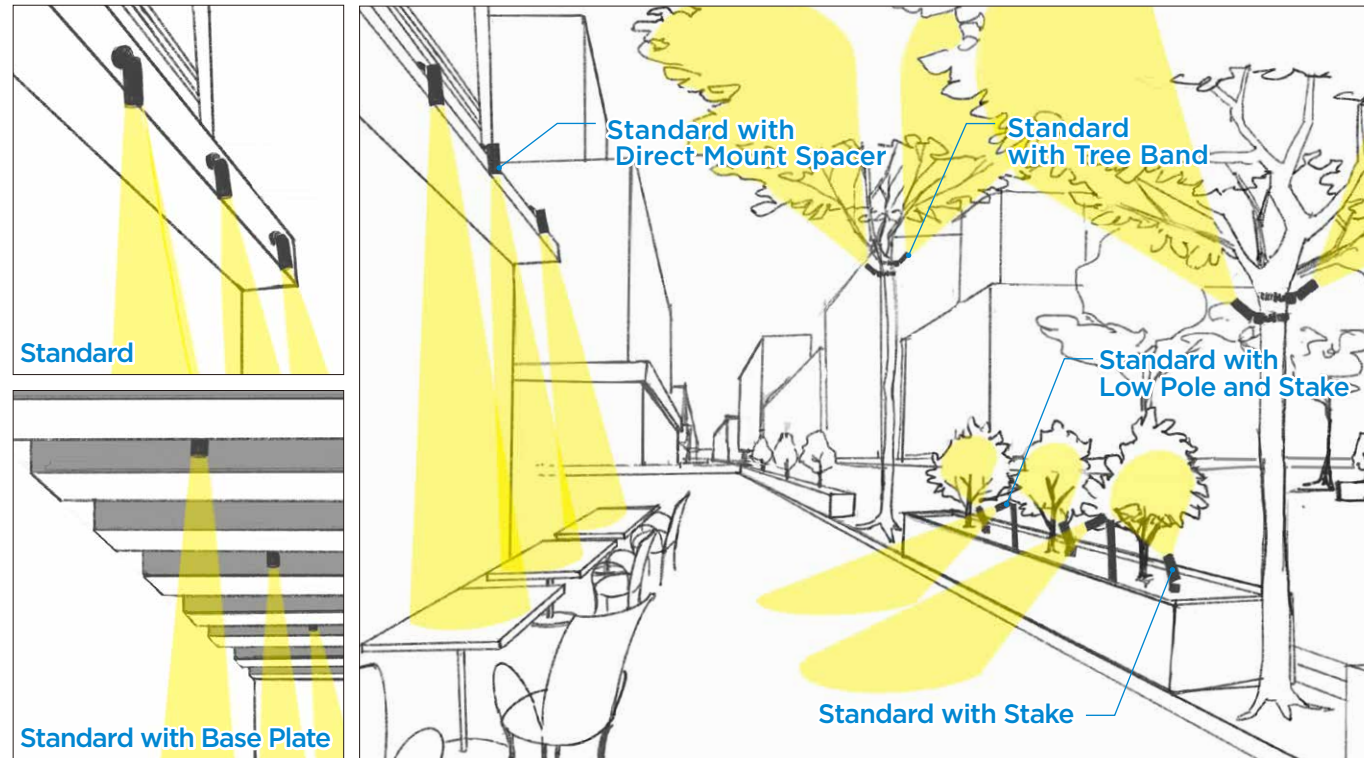 Standard
Standard with Base Plate
Standard with
Direct Mount Spacer
Standard
with Tree Band
Standard with
Low Pole and Stake
Standard with Stake